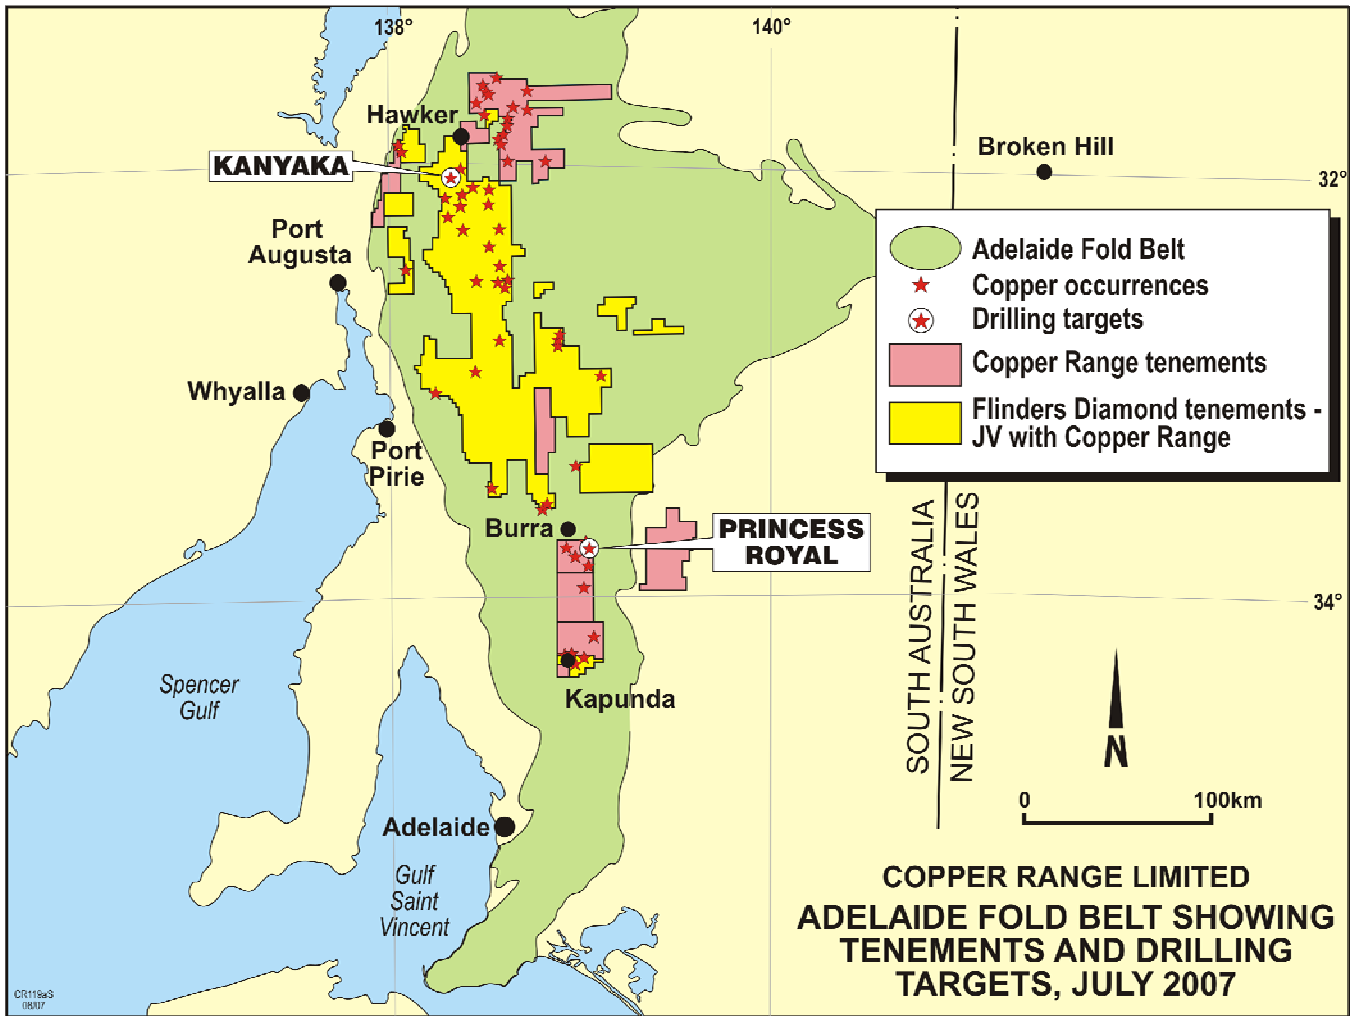 138°
140°
Hawker
Broken Hill
KANYAKA
32°
Port
Augusta
Adelaide Fold Belt
Copper occurrences
Drilling targets
Copper Range tenements
Flinders Diamond tenements -
JV with Copper Range
Whyalla
Port
Pirie
Burra
PRINCESS
ROYAL
SOUTH AUSTRALIA
NEW SOUTH WALES
34°
Spencer
Gulf
Kapunda
N
0 100km
Adelaide
Gulf
Saint
Vincent
COPPER RANGE LIMITED
ADELAIDE FOLD BELT SHOWING
TENEMENTS AND DRILLING
TARGETS, JULY 2007
CR119aS
08/07